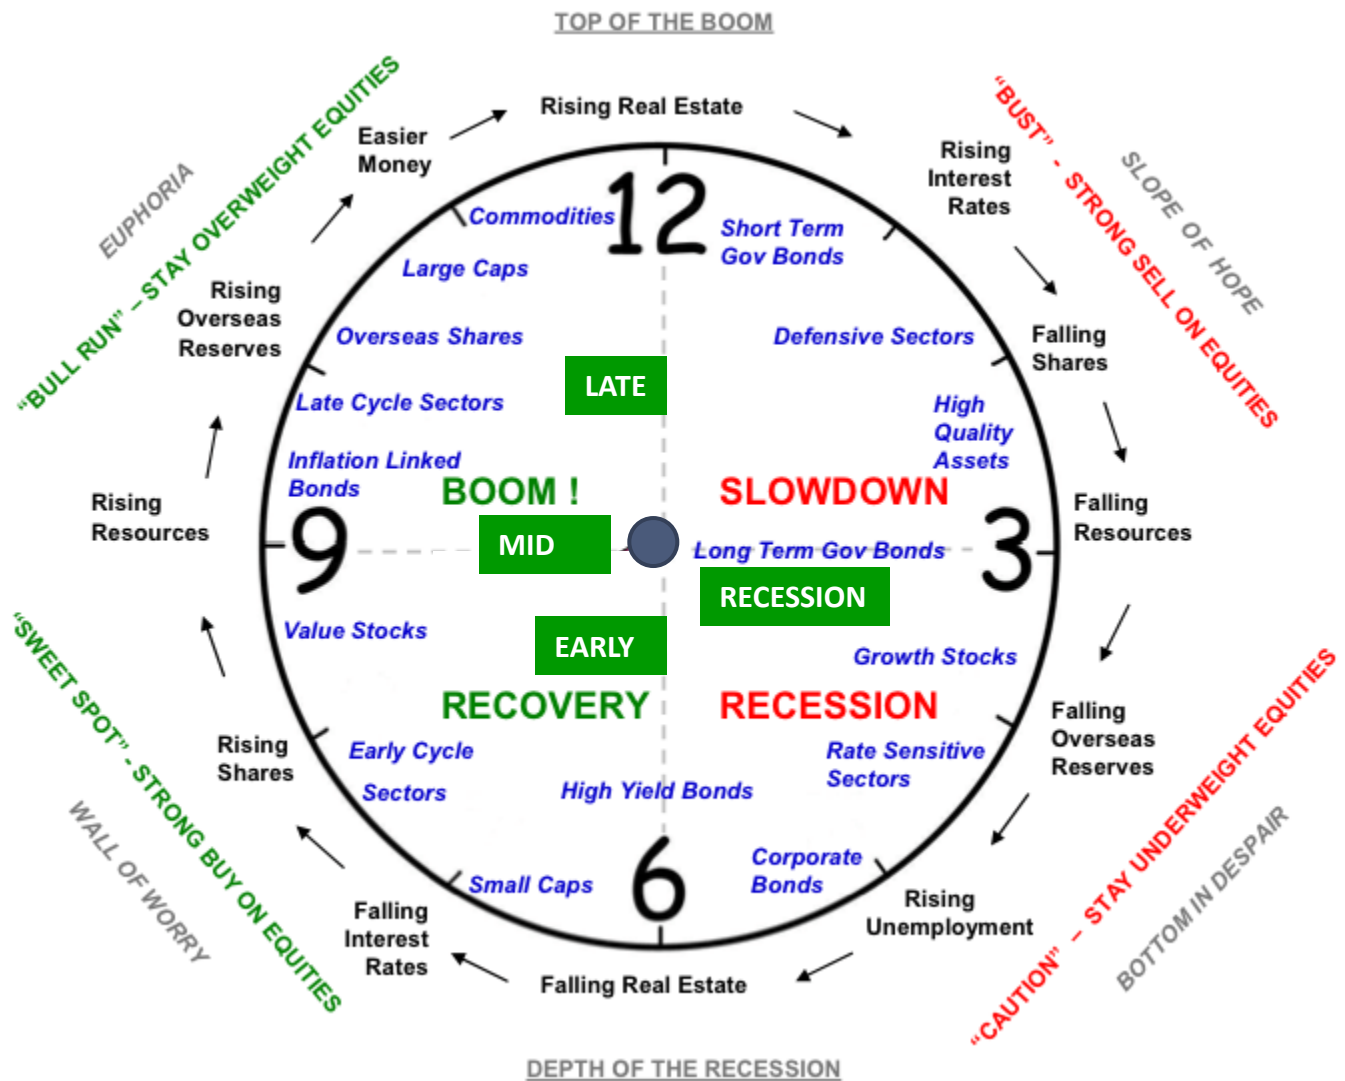 TOP OF THE BOOM
Rising Real Estate
Easier
Money
Rising
Interest
Rates
"BULL RUN" – STAY OVERWEIGHT EQUITIES
EUPHORIA
"BUST" - STRONG SELL ON EQUITIES
SLOPE OF HOPE
12
Commodities
Short Term
Gov Bonds
Large Caps
Rising
Overseas
Reserves
Overseas Shares
Defensive Sectors
Falling
Shares
LATE
Late Cycle Sectors
High
Quality
Assets
Inflation Linked
Bonds
BOOM !
SLOWDOWN
Rising
Resources
Falling
Resources
9
MID
Long Term Gov Bonds
3
RECESSION
Value Stocks
EARLY
Growth Stocks
RECOVERY
RECESSION
Rising
Shares
Early Cycle
Sectors
High Yield Bonds
Rate Sensitive
Sectors
Falling
Overseas
Reserves
"SWEET SPOT" - STRONG BUY ON EQUITIES
WALL OF WORRY
"CAUTION" – STAY UNDERWEIGHT EQUITIES
BOTTOM IN DESPAIR
Small Caps
6
Corporate
Bonds
Falling
Interest
Rates
Rising
Unemployment
Falling Real Estate
DEPTH OF THE RECESSION